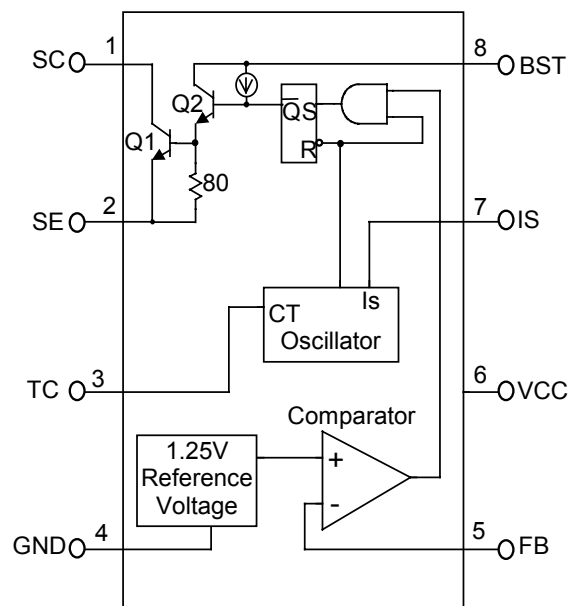 1
SC
8
BST
Q2
Q̅S
Q1
R
80
2
SE
7
IS
Is
CT
Oscillator
TC
3
6
VCC
Comparator
1.25V
Reference
Voltage
+
-
4
GND
5
FB